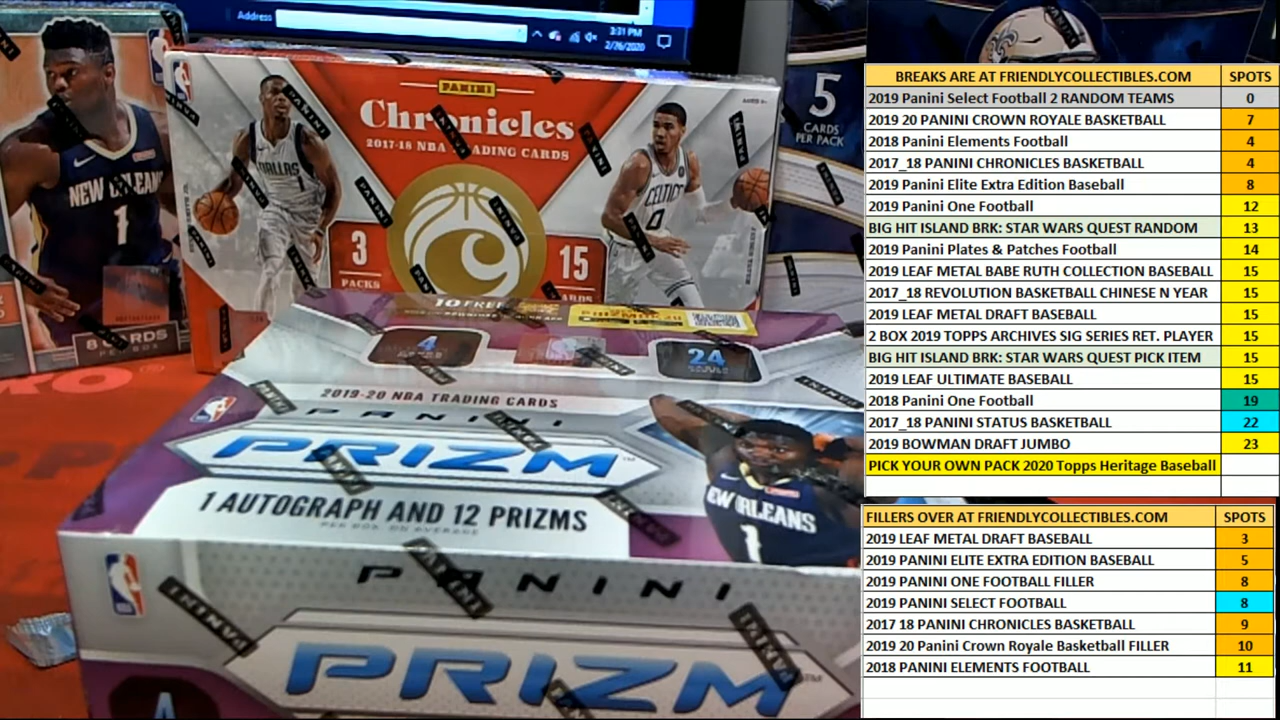 Address
3:31 PM
2/26/2020
PANINI
Chronicles
2017-18 NBA TRADING CARDS
3
PACKS
15
CARDS
DALLAS
1
CELTICS
0
5
CARDS
PER PACK
NEW ORLEANS
1
8 CARDS
PER BOX
10 FREE
4
24
2019-20 NBA TRADING CARDS
PANINI
PRIZM
1 AUTOGRAPH AND 12 PRIZMS
PER BOX, ON AVERAGE
NEW ORLEANS
1
PANINI
PRIZM
BREAKS ARE AT FRIENDLYCOLLECTIBLES.COM SPOTS
2019 Panini Select Football 2 RANDOM TEAMS 0
2019 20 PANINI CROWN ROYALE BASKETBALL 7
2018 Panini Elements Football 4
2017_18 PANINI CHRONICLES BASKETBALL 4
2019 Panini Elite Extra Edition Baseball 8
2019 Panini One Football 12
BIG HIT ISLAND BRK: STAR WARS QUEST RANDOM 13
2019 Panini Plates & Patches Football 14
2019 LEAF METAL BABE RUTH COLLECTION BASEBALL 15
2017_18 REVOLUTION BASKETBALL CHINESE N YEAR 15
2019 LEAF METAL DRAFT BASEBALL 15
2 BOX 2019 TOPPS ARCHIVES SIG SERIES RET. PLAYER 15
BIG HIT ISLAND BRK: STAR WARS QUEST PICK ITEM 15
2019 LEAF ULTIMATE BASEBALL 15
2018 Panini One Football 19
2017_18 PANINI STATUS BASKETBALL 22
2019 BOWMAN DRAFT JUMBO 23
PICK YOUR OWN PACK 2020 Topps Heritage Baseball
FILLERS OVER AT FRIENDLYCOLLECTIBLES.COM SPOTS
2019 LEAF METAL DRAFT BASEBALL 3
2019 PANINI ELITE EXTRA EDITION BASEBALL 5
2019 PANINI ONE FOOTBALL FILLER 8
2019 PANINI SELECT FOOTBALL 8
2017 18 PANINI CHRONICLES BASKETBALL 9
2019 20 Panini Crown Royale Basketball FILLER 10
2018 PANINI ELEMENTS FOOTBALL 11